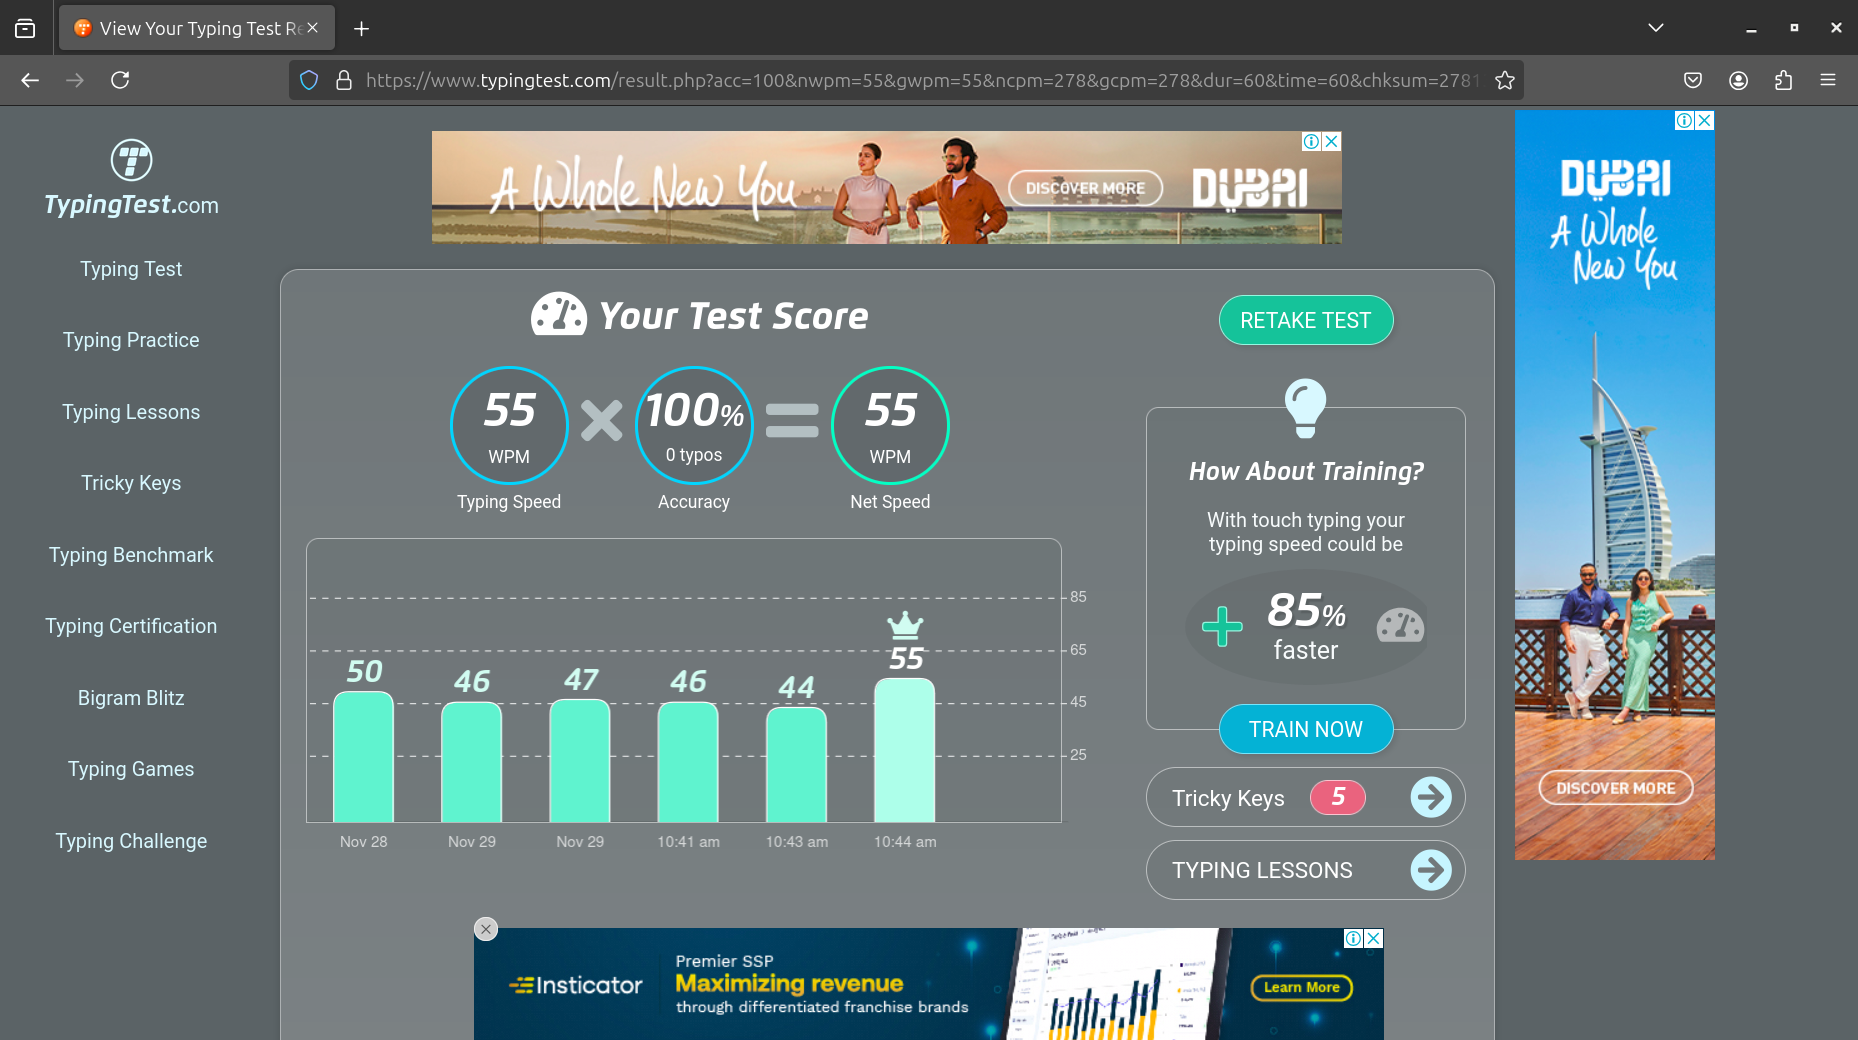 View Your Typing Test Re
https://www.typingtest.com/result.php?acc=100&nwpm=55&gwpm=55&ncpm=278&gcpm=278&dur=60&time=60&chksum=2781
TypingTest.com
Typing Test
Typing Practice
Typing Lessons
Tricky Keys
Typing Benchmark
Typing Certification
Bigram Blitz
Typing Games
Typing Challenge
A Whole New You
DISCOVER MORE
DUBAI
Your Test Score
55
WPM
Typing Speed
100%
0 typos
Accuracy
55
WPM
Net Speed
85
65
45
25
50
46
47
46
44
55
Nov 28
Nov 29
Nov 29
10:41 am
10:43 am
10:44 am
RETAKE TEST
How About Training?
With touch typing your
typing speed could be
85%
faster
TRAIN NOW
Tricky Keys 5
TYPING LESSONS
DUBAI
A Whole
New You
DISCOVER MORE
Insticator
Premier SSP
Maximizing revenue
through differentiated franchise brands
Learn More